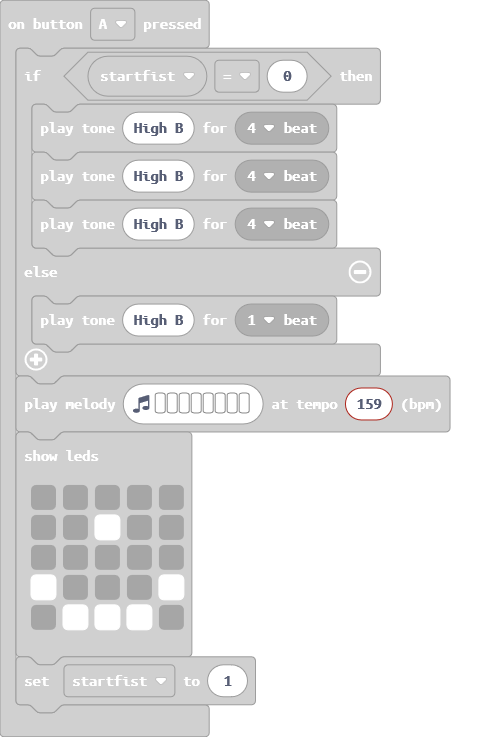 on button A pressed
if startfist = 0 then
play tone High B for 4 beat
play tone High B for 4 beat
play tone High B for 4 beat
else
play tone High B for 1 beat
play melody at tempo 159 (bpm)
show leds
set startfist to 1